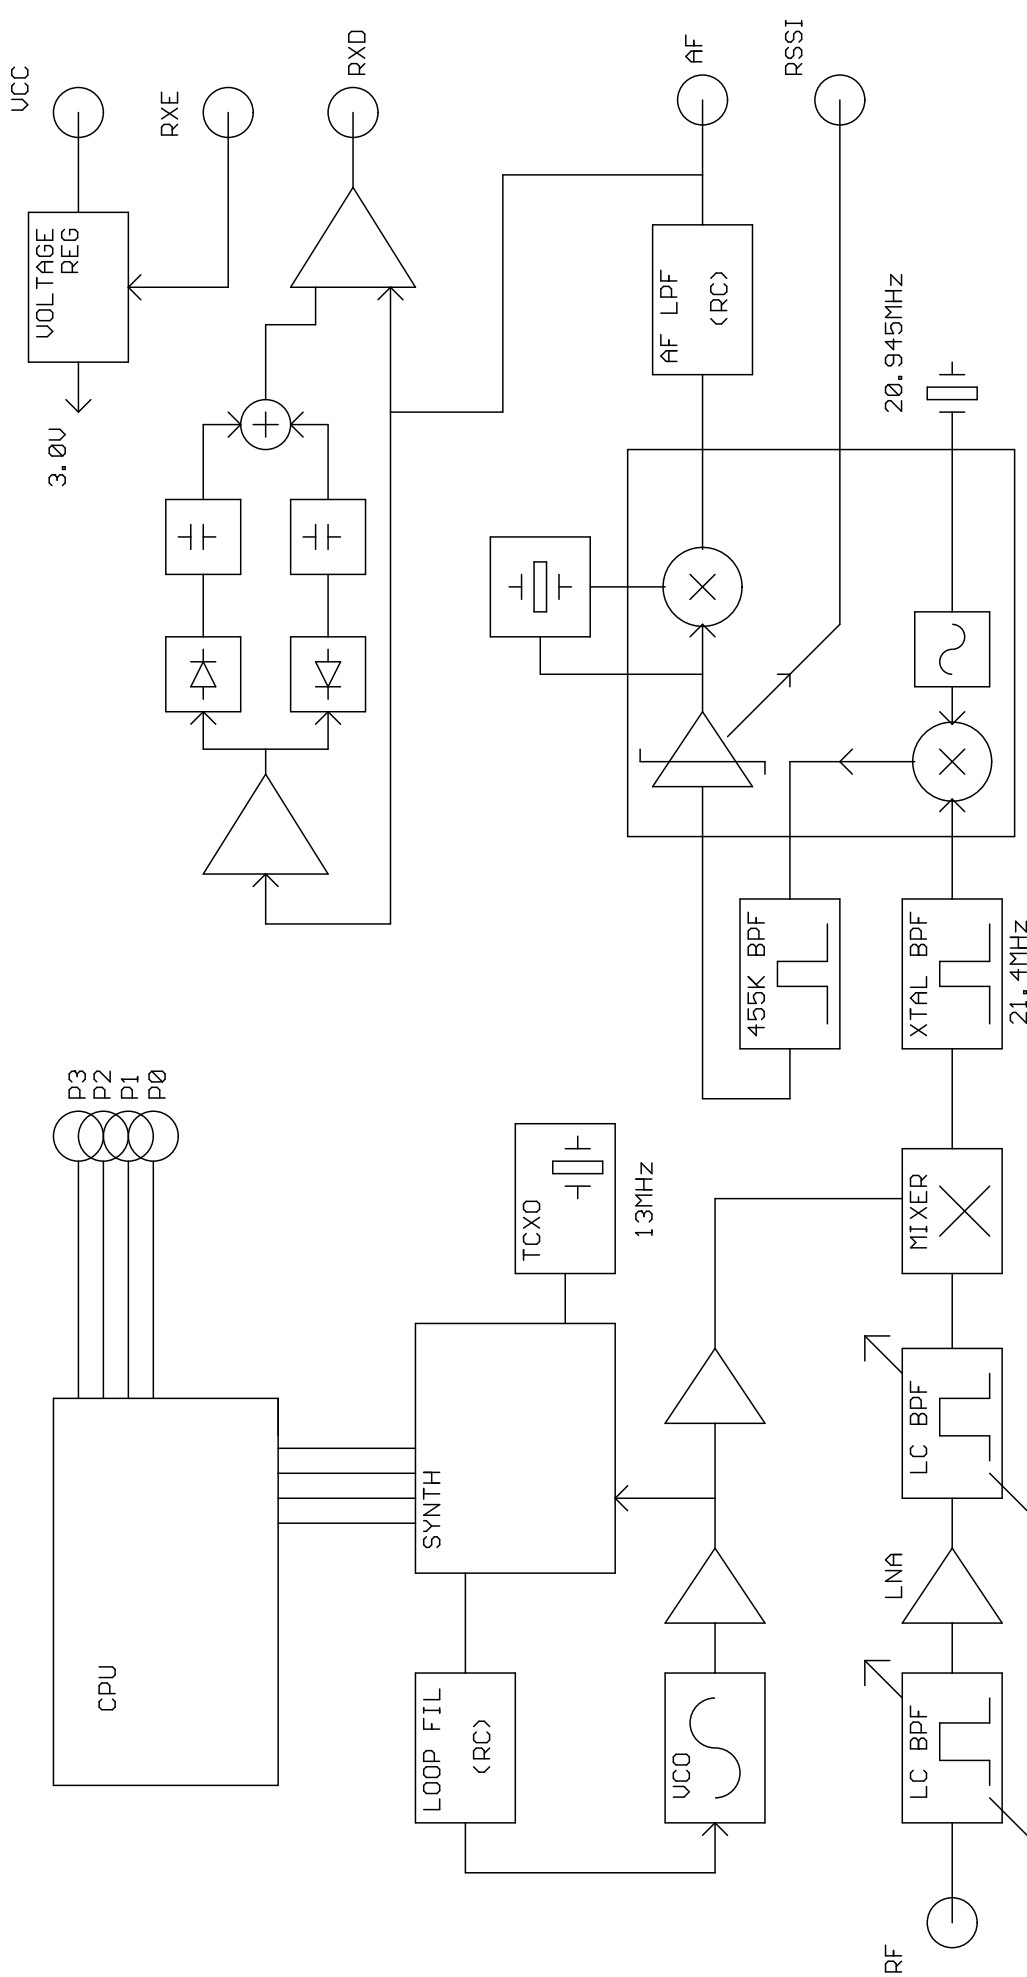 VCC
RXE
RXD
AF
RSSI
VOLTAGE
REG
3.0V
AF LPF
(RC)
20.945MHz
455K BPF
XTAL BPF
21.4MHz
P3
P2
P1
P0
CPU
SYNTH
TCXO
13MHz
MIXER
LOOP FIL
(RC)
VCO
LC BPF
LNA
LC BPF
RF